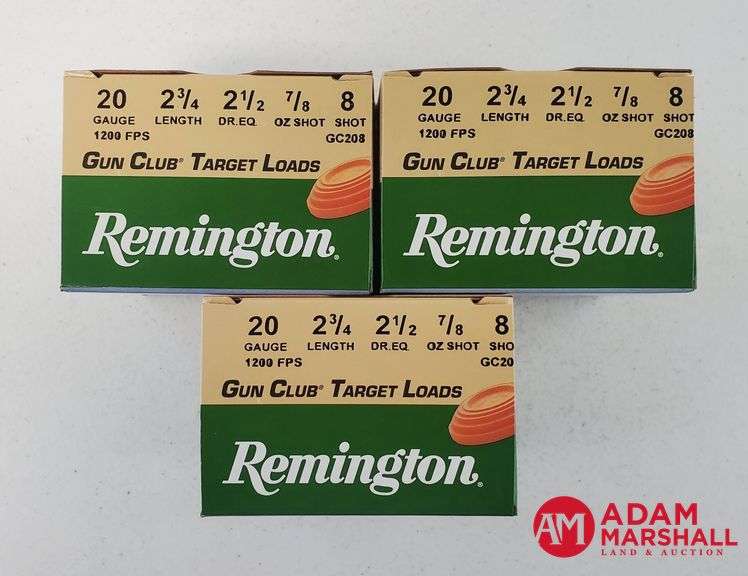 20 2¾ 2½ ⅞ 8
GAUGE LENGTH DR.EQ. OZ SHOT SHOT
1200 FPS GC208
GUN CLUB® TARGET LOADS
Remington®
20 2¾ 2½ ⅞ 8
GAUGE LENGTH DR.EQ. OZ SHOT SHOT
1200 FPS GC208
GUN CLUB® TARGET LOADS
Remington®
20 2¾ 2½ ⅞ 8
GAUGE LENGTH DR.EQ. OZ SHOT SHO
1200 FPS GC20
GUN CLUB® TARGET LOADS
Remington®
AM ADAM
MARSHALL
LAND & AUCTION